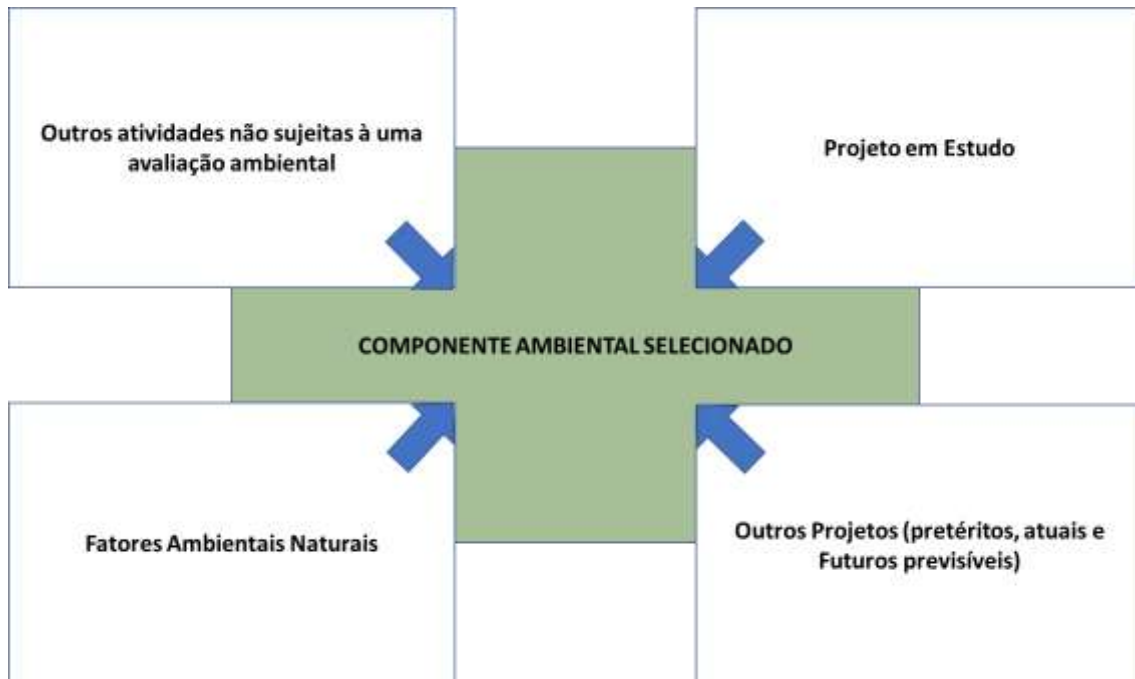 Outros atividades não sujeitas à uma
avaliação ambiental
Projeto em Estudo
COMPONENTE AMBIENTAL SELECIONADO
Fatores Ambientais Naturais
Outros Projetos (pretéritos, atuais e
Futuros previsíveis)